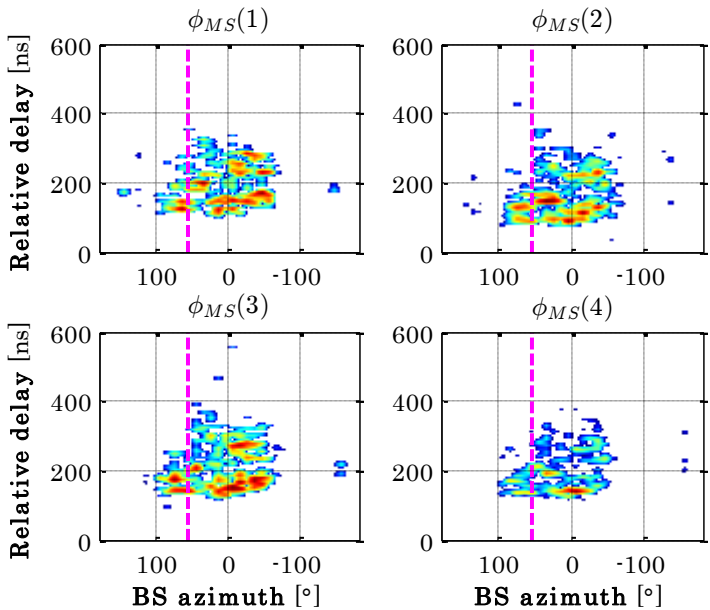 ϕ_MS(1) ϕ_MS(2)
600 600
400 400
200 200
0 0
Relative delay [ns]
100 0 -100 100 0 -100
ϕ_MS(3) ϕ_MS(4)
600 600
400 400
200 200
0 0
Relative delay [ns]
100 0 -100 100 0 -100
BS azimuth [°] BS azimuth [°]